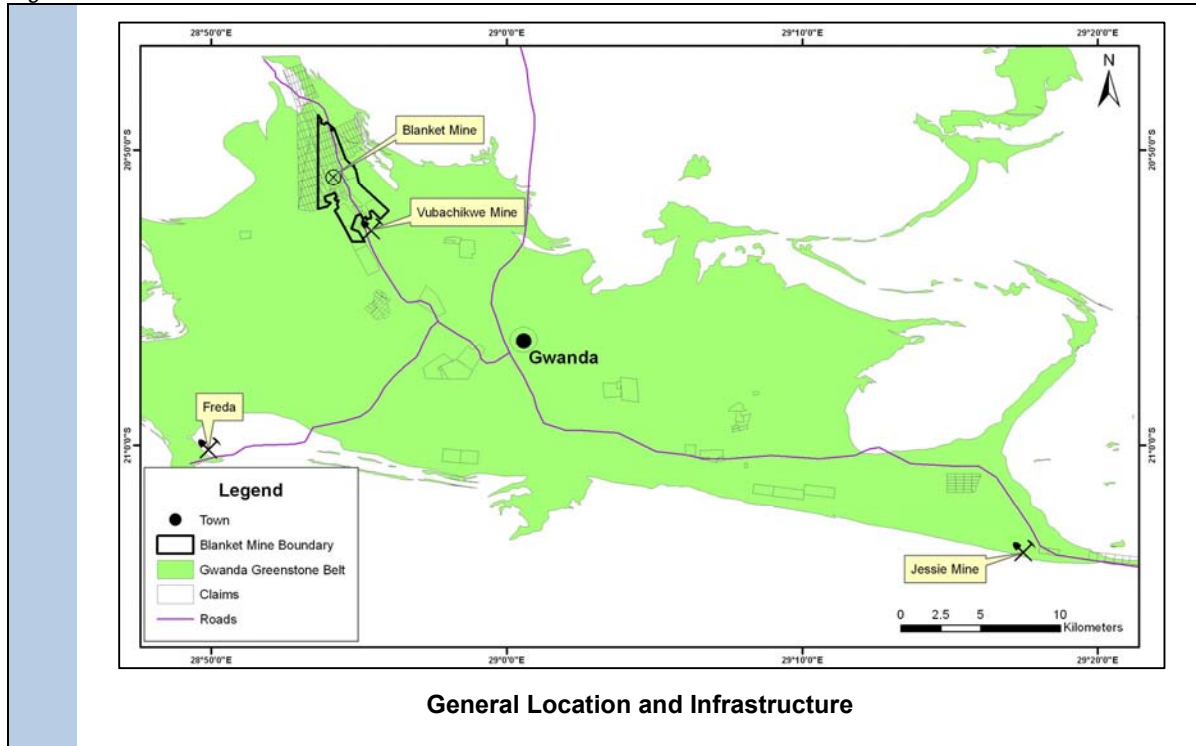 28°50'0"E
29°0'0"E
29°10'0"E
29°20'0"E
N
20°50'0"S
20°50'0"S
Blanket Mine
Vubachikwe Mine
Gwanda
Freda
21°0'0"S
21°0'0"S
Legend
Town
Blanket Mine Boundary
Gwanda Greenstone Belt
Claims
Roads
Jessie Mine
0 2.5 5 10
Kilometers
28°50'0"E
29°0'0"E
29°10'0"E
29°20'0"E
General Location and Infrastructure